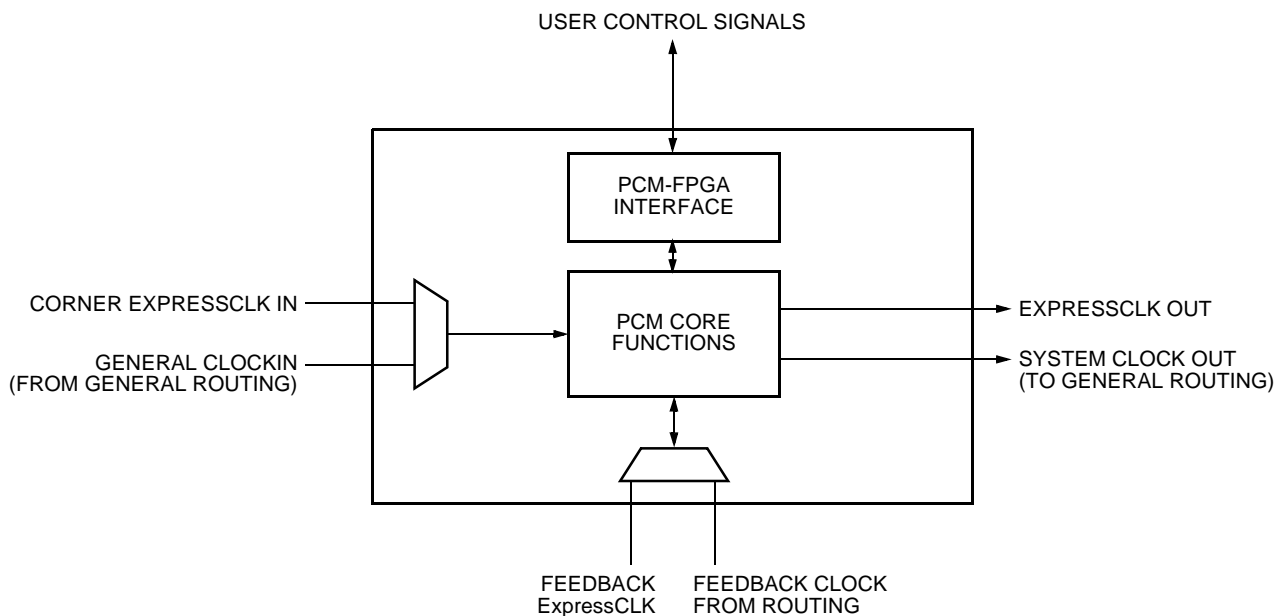 USER CONTROL SIGNALS
PCM-FPGA
INTERFACE
CORNER EXPRESSCLK IN
GENERAL CLOCKIN
(FROM GENERAL ROUTING)
PCM CORE
FUNCTIONS
EXPRESSCLK OUT
SYSTEM CLOCK OUT
(TO GENERAL ROUTING)
FEEDBACK
ExpressCLK
FEEDBACK CLOCK
FROM ROUTING